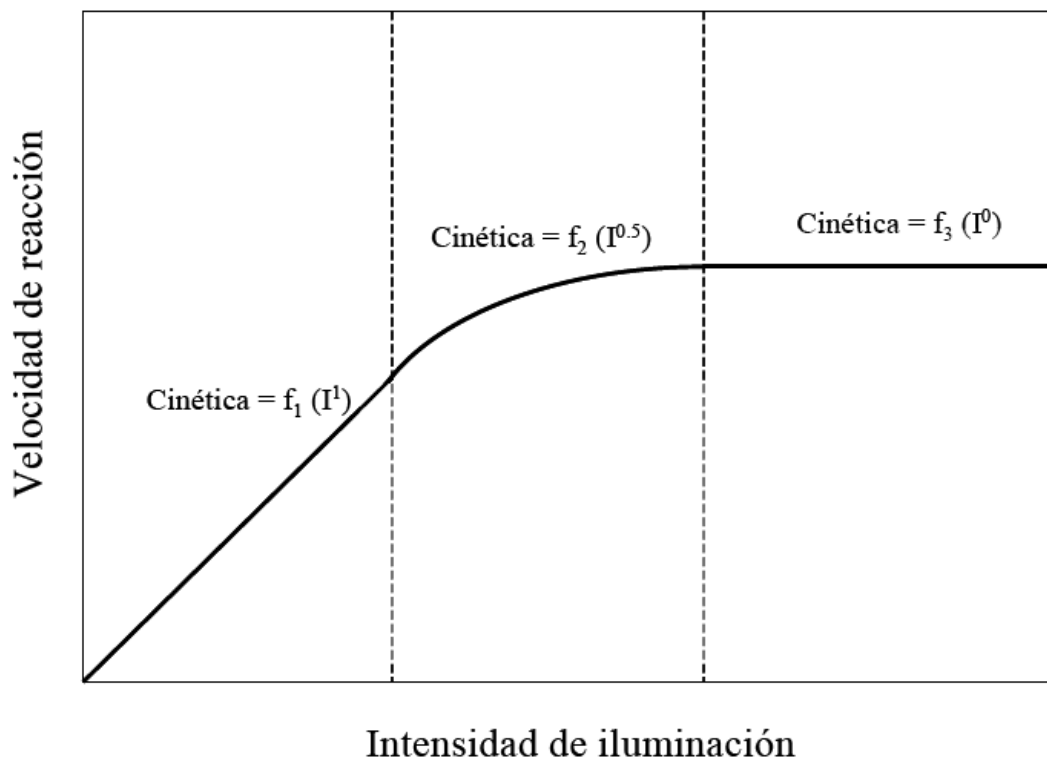 Velocidad de reacción
Cinética = f₁ (I¹)
Cinética = f₂ (I⁰·⁵)
Cinética = f₃ (I⁰)
Intensidad de iluminación